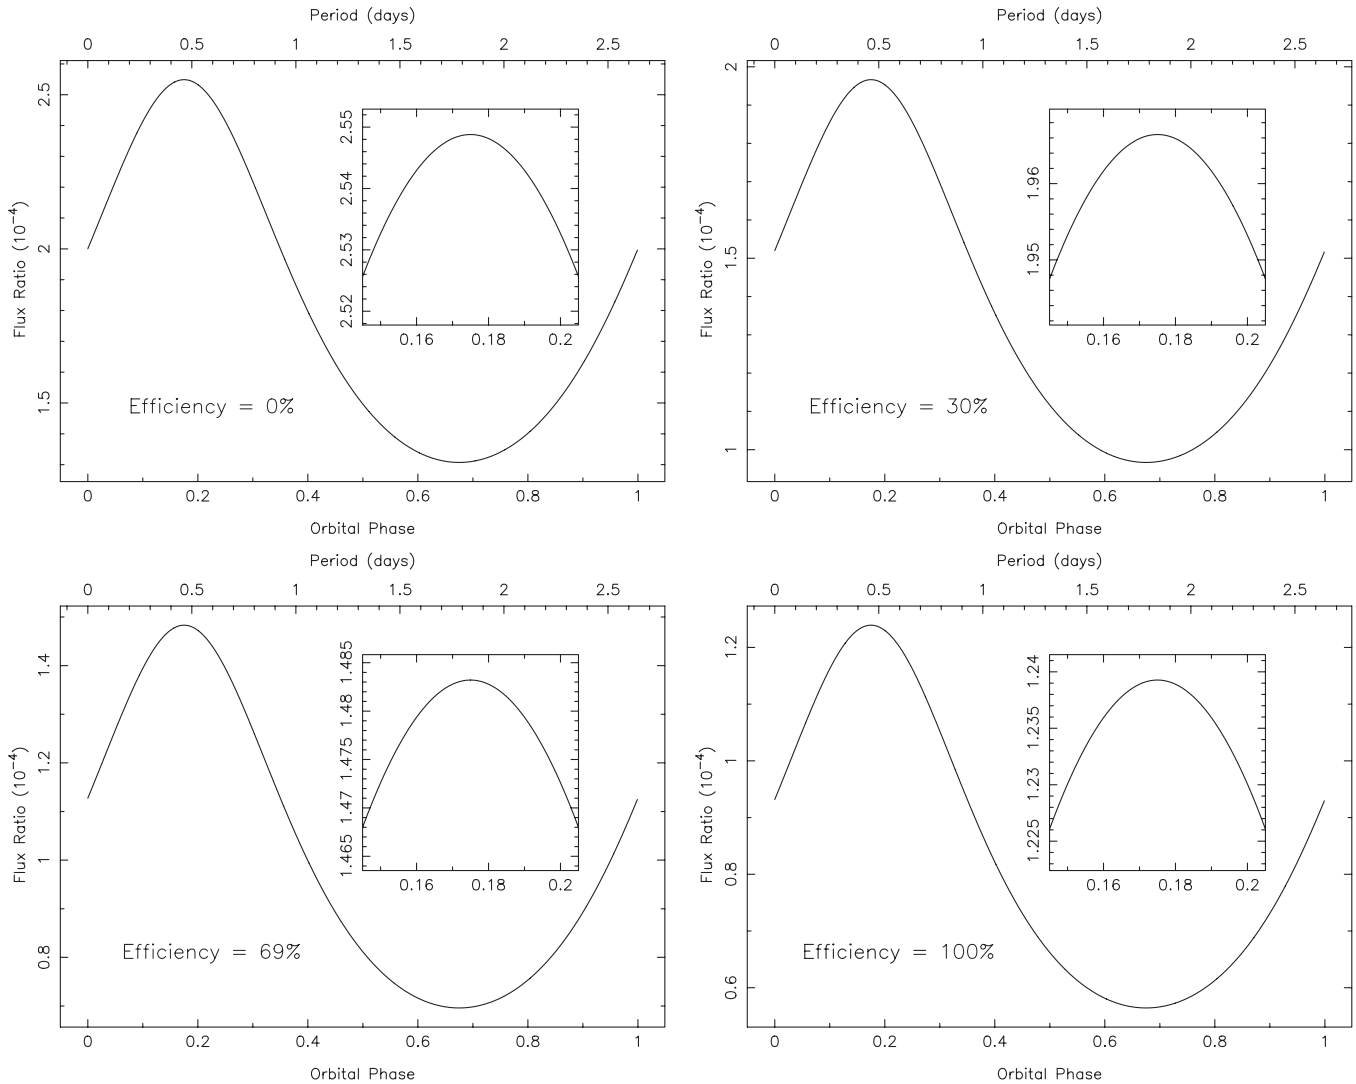 Period (days)
0 0.5 1 1.5 2 2.5
Flux Ratio (10⁻⁴)
2.5
2
1.5
2.55
2.54
2.53
2.52
0.16 0.18 0.2
Efficiency = 0%
0 0.2 0.4 0.6 0.8 1
Orbital Phase
Period (days)
0 0.5 1 1.5 2 2.5
Flux Ratio (10⁻⁴)
2
1.5
1
1.96
1.95
0.16 0.18 0.2
Efficiency = 30%
0 0.2 0.4 0.6 0.8 1
Orbital Phase
Period (days)
0 0.5 1 1.5 2 2.5
Flux Ratio (10⁻⁴)
1.4
1.2
1
0.8
1.485
1.48
1.475
1.47
1.465
0.16 0.18 0.2
Efficiency = 69%
0 0.2 0.4 0.6 0.8 1
Orbital Phase
Period (days)
0 0.5 1 1.5 2 2.5
Flux Ratio (10⁻⁴)
1.2
1
0.8
0.6
1.24
1.235
1.23
1.225
0.16 0.18 0.2
Efficiency = 100%
0 0.2 0.4 0.6 0.8 1
Orbital Phase